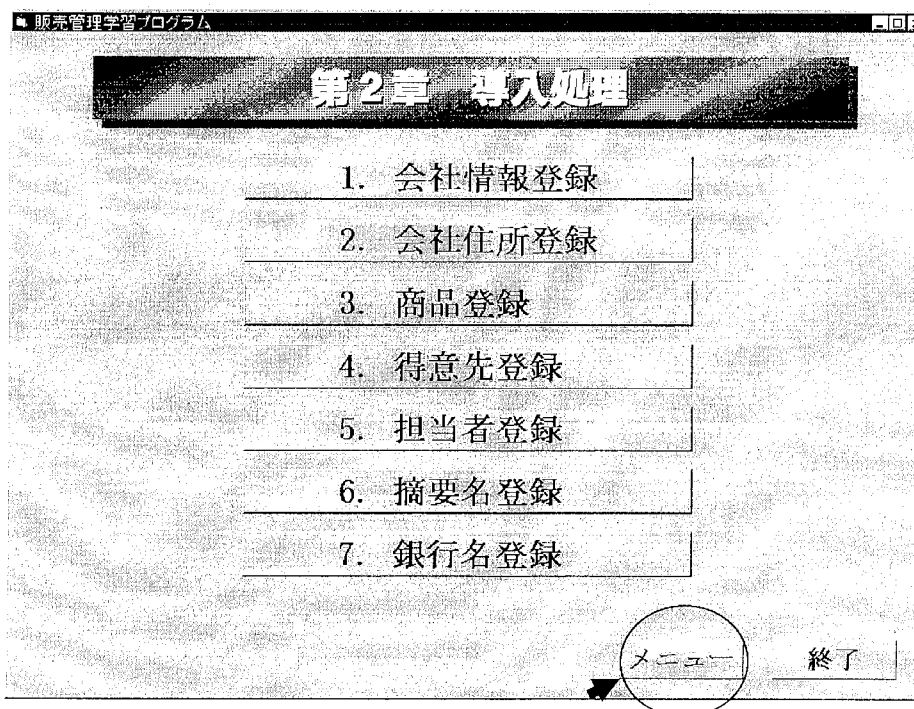 販売管理学習プログラム
第2章 導入処理
1. 会社情報登録
2. 会社住所登録
3. 商品登録
4. 得意先登録
5. 担当者登録
6. 摘要名登録
7. 銀行名登録
メニュー 終了